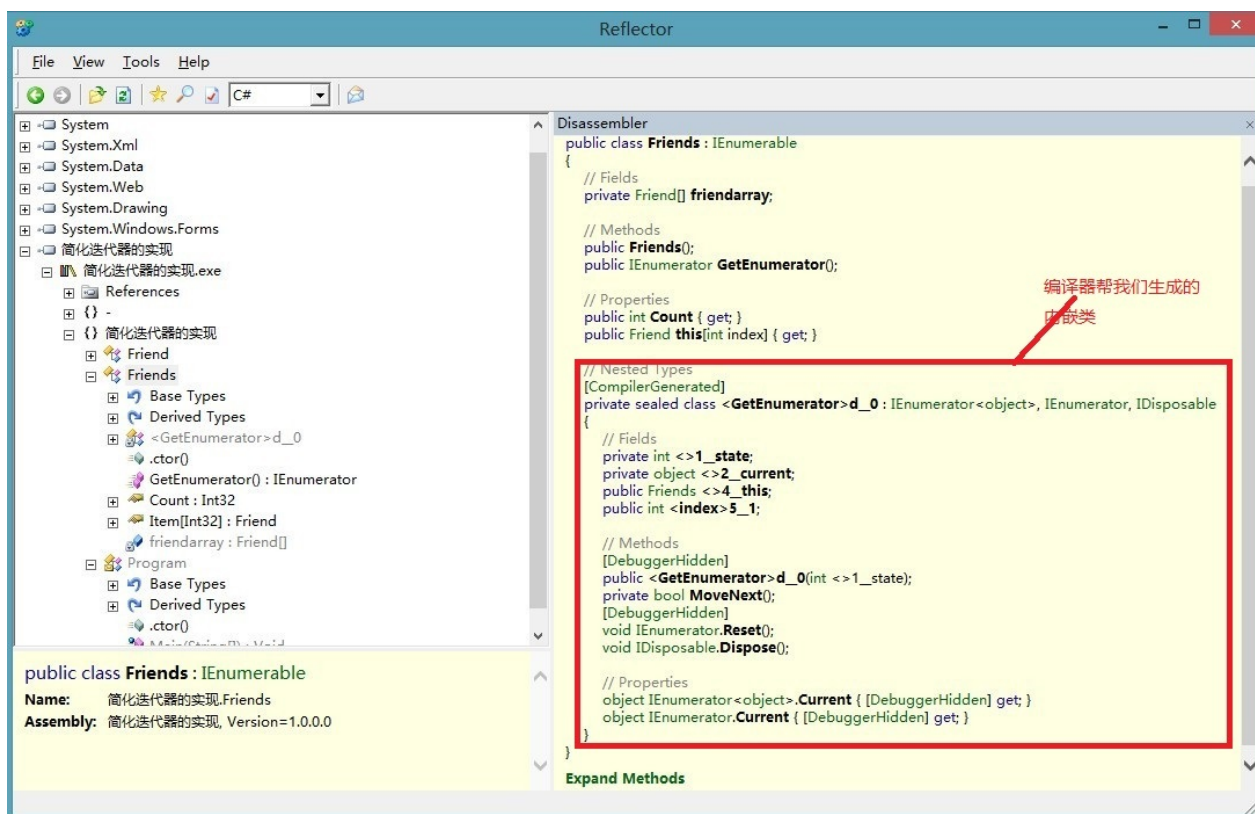 Reflector
File View Tools Help
C#
System
System.Xml
System.Data
System.Web
System.Drawing
System.Windows.Forms
简化迭代器的实现
简化迭代器的实现.exe
References
{} -
{} 简化迭代器的实现
Friend
Friends
Base Types
Derived Types
<GetEnumerator>d__0
.ctor()
GetEnumerator() : IEnumerator
Count : Int32
Item[Int32] : Friend
friendarray : Friend[]
Program
Base Types
Derived Types
.ctor()
Main(String[]) : Void
public class Friends : IEnumerable
Name: 简化迭代器的实现.Friends
Assembly: 简化迭代器的实现, Version=1.0.0.0
Disassembler
public class Friends : IEnumerable
{
// Fields
private Friend[] friendarray;
// Methods
public Friends();
public IEnumerator GetEnumerator();
// Properties
public int Count { get; }
public Friend this[int index] { get; }
编译器帮我们生成的
内嵌类
// Nested Types
[CompilerGenerated]
private sealed class <GetEnumerator>d__0 : IEnumerator<object>, IEnumerator, IDisposable
{
// Fields
private int <>1__state;
private object <>2__current;
public Friends <>4__this;
public int <index>5__1;
// Methods
[DebuggerHidden]
public <GetEnumerator>d__0(int <>1__state);
private bool MoveNext();
[DebuggerHidden]
void IEnumerator.Reset();
void IDisposable.Dispose();
// Properties
object IEnumerator<object>.Current { [DebuggerHidden] get; }
object IEnumerator.Current { [DebuggerHidden] get; }
}
}
Expand Methods